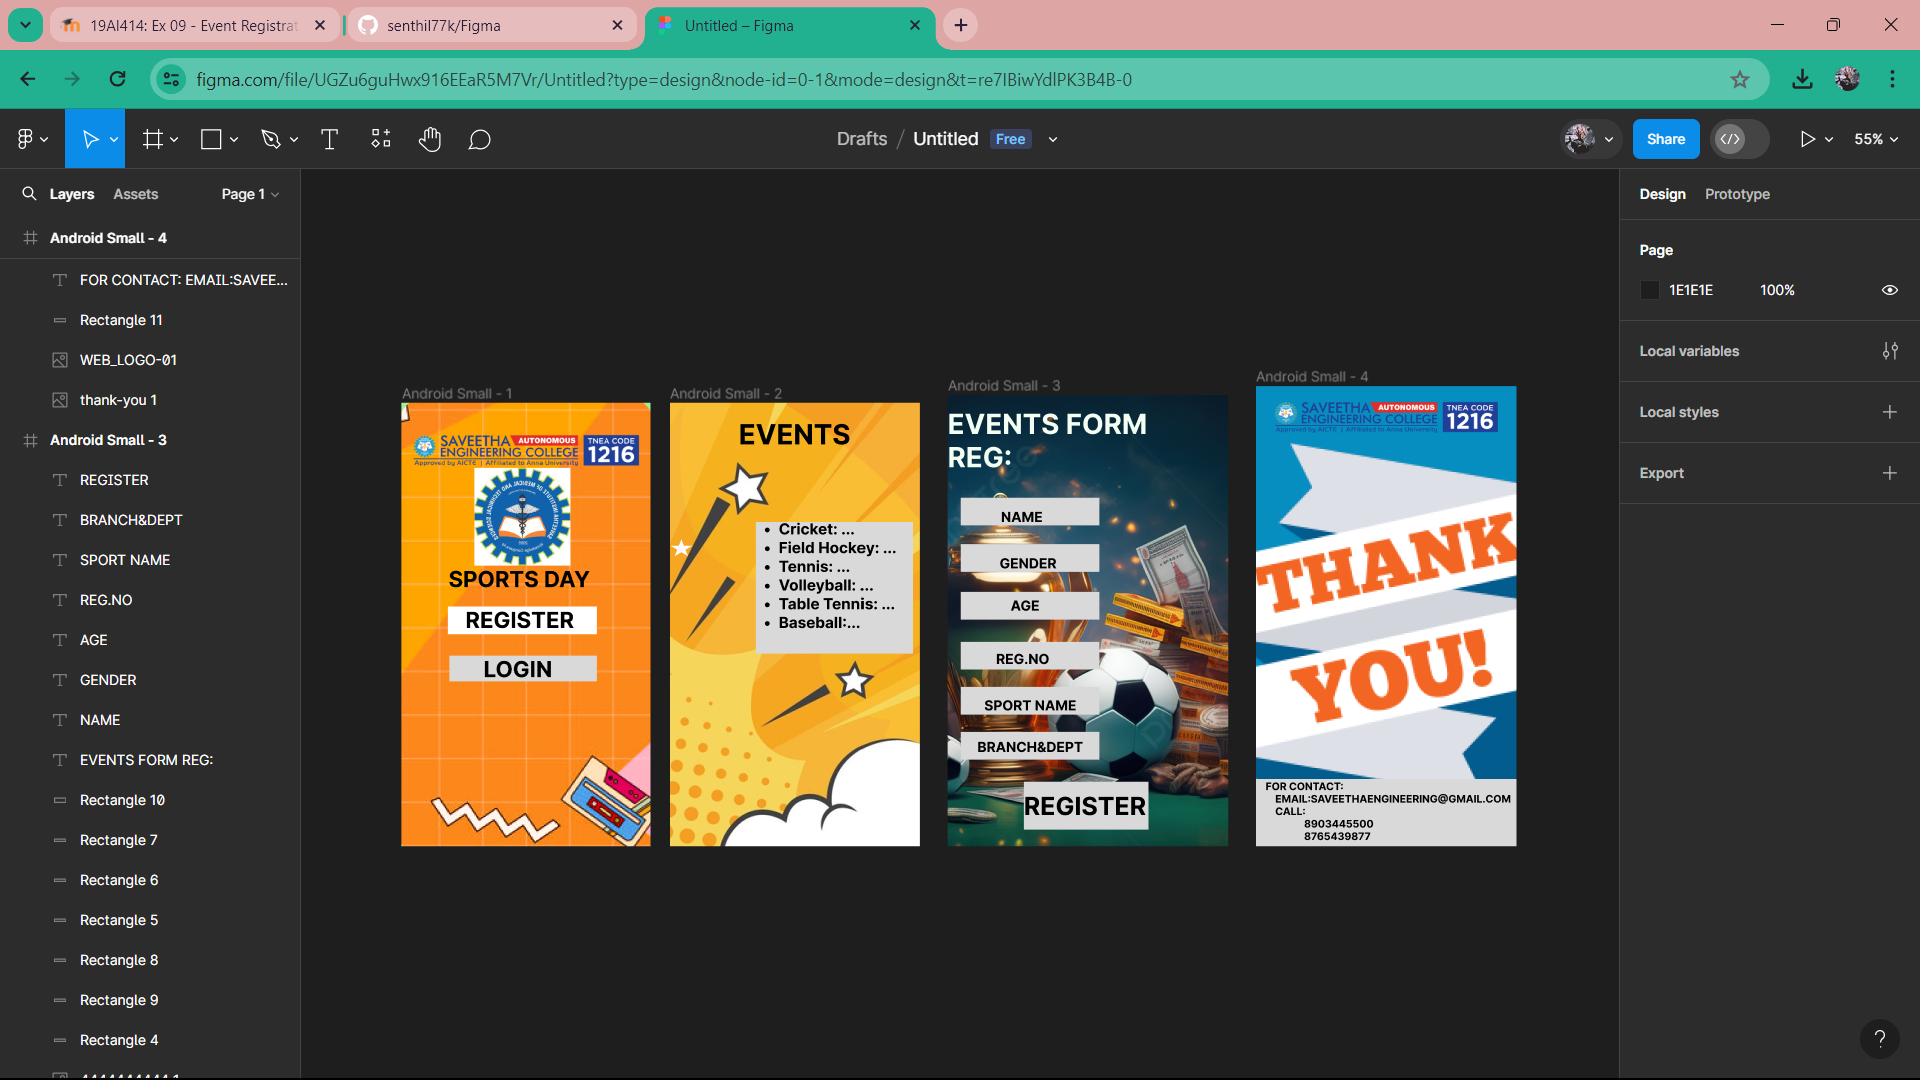 19AI414: Ex 09 - Event Registrat
senthil77k/Figma
Untitled – Figma
figma.com/file/UGZu6guHwx916EEaR5M7Vr/Untitled?type=design&node-id=0-1&mode=design&t=re7IBiwYdlPK3B4B-0
Drafts / Untitled Free
Share
55%
Layers Assets Page 1
Android Small - 4
FOR CONTACT: EMAIL:SAVEE...
Rectangle 11
WEB_LOGO-01
thank-you 1
Android Small - 3
REGISTER
BRANCH&DEPT
SPORT NAME
REG.NO
AGE
GENDER
NAME
EVENTS FORM REG:
Rectangle 10
Rectangle 7
Rectangle 6
Rectangle 5
Rectangle 8
Rectangle 9
Rectangle 4
Android Small - 1
SAVEETHA AUTONOMOUS
ENGINEERING COLLEGE
Approved by AICTE | Affiliated to Anna University
TNEA CODE
1216
SPORTS DAY
REGISTER
LOGIN
Android Small - 2
EVENTS
• Cricket: ...
• Field Hockey: ...
• Tennis: ...
• Volleyball: ...
• Table Tennis: ...
• Baseball:...
Android Small - 3
EVENTS FORM
REG:
NAME
GENDER
AGE
REG.NO
SPORT NAME
BRANCH&DEPT
REGISTER
Android Small - 4
SAVEETHA AUTONOMOUS
ENGINEERING COLLEGE
Approved by AICTE | Affiliated to Anna University
TNEA CODE
1216
THANK
YOU!
FOR CONTACT:
EMAIL:SAVEETHAENGINEERING@GMAIL.COM
CALL:
8903445500
8765439877
Design Prototype
Page
1E1E1E 100%
Local variables
Local styles
Export
?